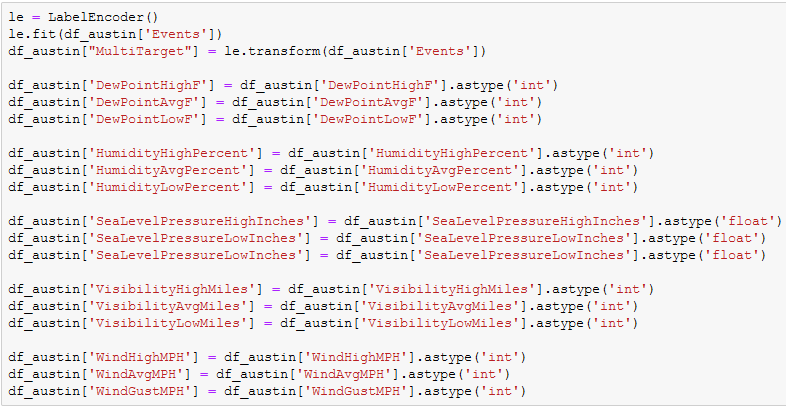 le = LabelEncoder()
le.fit(df_austin['Events'])
df_austin["MultiTarget"] = le.transform(df_austin['Events'])
df_austin['DewPointHighF'] = df_austin['DewPointHighF'].astype('int')
df_austin['DewPointAvgF'] = df_austin['DewPointAvgF'].astype('int')
df_austin['DewPointLowF'] = df_austin['DewPointLowF'].astype('int')
df_austin['HumidityHighPercent'] = df_austin['HumidityHighPercent'].astype('int')
df_austin['HumidityAvgPercent'] = df_austin['HumidityAvgPercent'].astype('int')
df_austin['HumidityLowPercent'] = df_austin['HumidityLowPercent'].astype('int')
df_austin['SeaLevelPressureHighInches'] = df_austin['SeaLevelPressureHighInches'].astype('float')
df_austin['SeaLevelPressureLowInches'] = df_austin['SeaLevelPressureLowInches'].astype('float')
df_austin['SeaLevelPressureLowInches'] = df_austin['SeaLevelPressureLowInches'].astype('float')
df_austin['VisibilityHighMiles'] = df_austin['VisibilityHighMiles'].astype('int')
df_austin['VisibilityAvgMiles'] = df_austin['VisibilityAvgMiles'].astype('int')
df_austin['VisibilityLowMiles'] = df_austin['VisibilityLowMiles'].astype('int')
df_austin['WindHighMPH'] = df_austin['WindHighMPH'].astype('int')
df_austin['WindAvgMPH'] = df_austin['WindAvgMPH'].astype('int')
df_austin['WindGustMPH'] = df_austin['WindGustMPH'].astype('int')